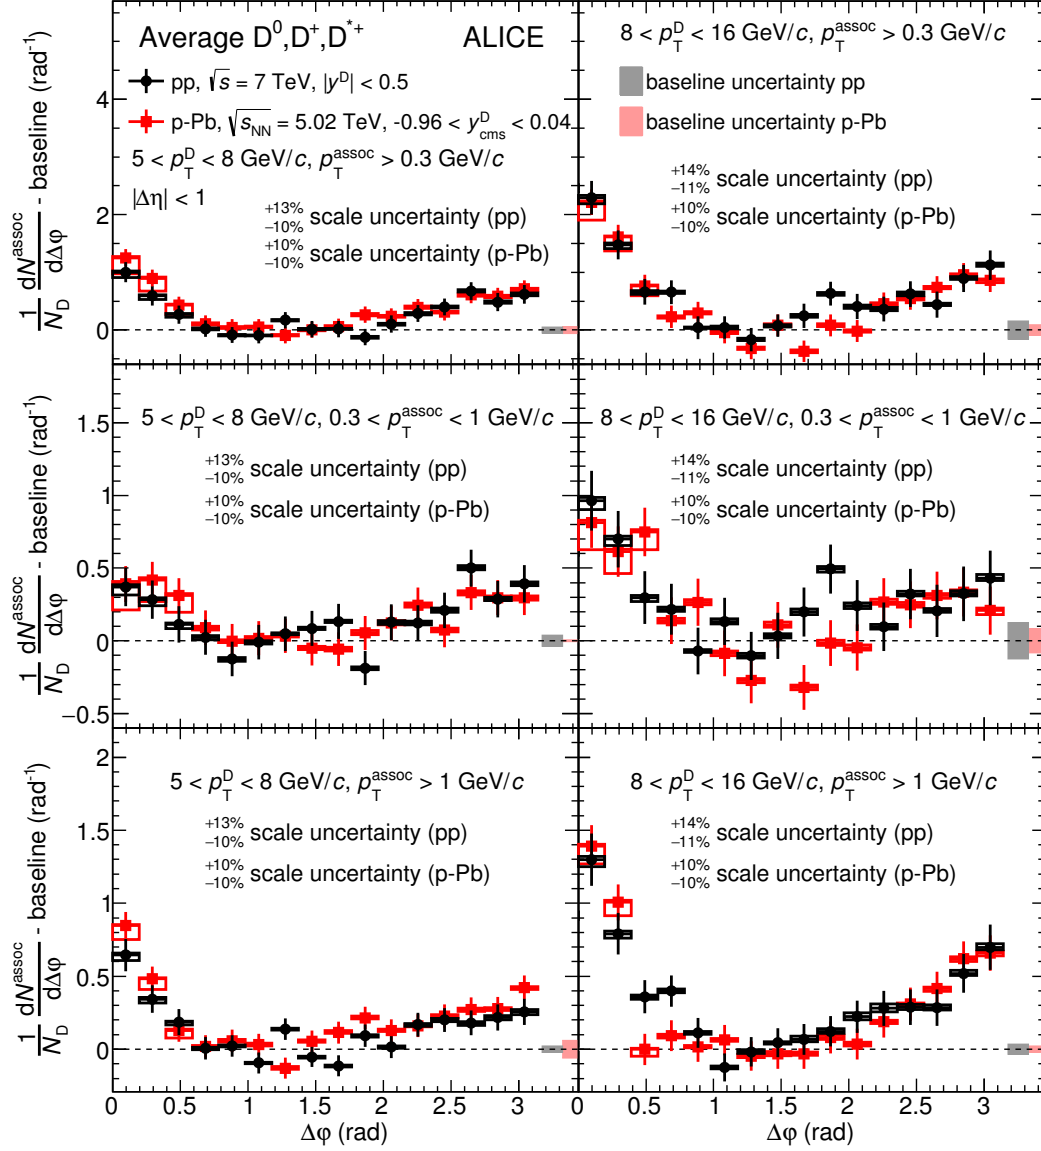 Average D⁰,D⁺,D*⁺ ALICE
pp, √s = 7 TeV, |y^D| < 0.5
p-Pb, √s_NN = 5.02 TeV, -0.96 < y^D_cms < 0.04
5 < p_T^D < 8 GeV/c, p_T^assoc > 0.3 GeV/c
|Δη| < 1
+13% −10% scale uncertainty (pp)
+10% −10% scale uncertainty (p-Pb)
1/N_D dN^assoc/dΔφ - baseline (rad⁻¹)
4
2
0
8 < p_T^D < 16 GeV/c, p_T^assoc > 0.3 GeV/c
baseline uncertainty pp
baseline uncertainty p-Pb
+14% −11% scale uncertainty (pp)
+10% −10% scale uncertainty (p-Pb)
5 < p_T^D < 8 GeV/c, 0.3 < p_T^assoc < 1 GeV/c
+13% −10% scale uncertainty (pp)
+10% −10% scale uncertainty (p-Pb)
1/N_D dN^assoc/dΔφ - baseline (rad⁻¹)
1.5
1
0.5
0
−0.5
8 < p_T^D < 16 GeV/c, 0.3 < p_T^assoc < 1 GeV/c
+14% −11% scale uncertainty (pp)
+10% −10% scale uncertainty (p-Pb)
5 < p_T^D < 8 GeV/c, p_T^assoc > 1 GeV/c
+13% −10% scale uncertainty (pp)
+10% −10% scale uncertainty (p-Pb)
1/N_D dN^assoc/dΔφ - baseline (rad⁻¹)
2
1.5
1
0.5
0
8 < p_T^D < 16 GeV/c, p_T^assoc > 1 GeV/c
+14% −11% scale uncertainty (pp)
+10% −10% scale uncertainty (p-Pb)
0 0.5 1 1.5 2 2.5 3 0 0.5 1 1.5 2 2.5 3
Δφ (rad) Δφ (rad)